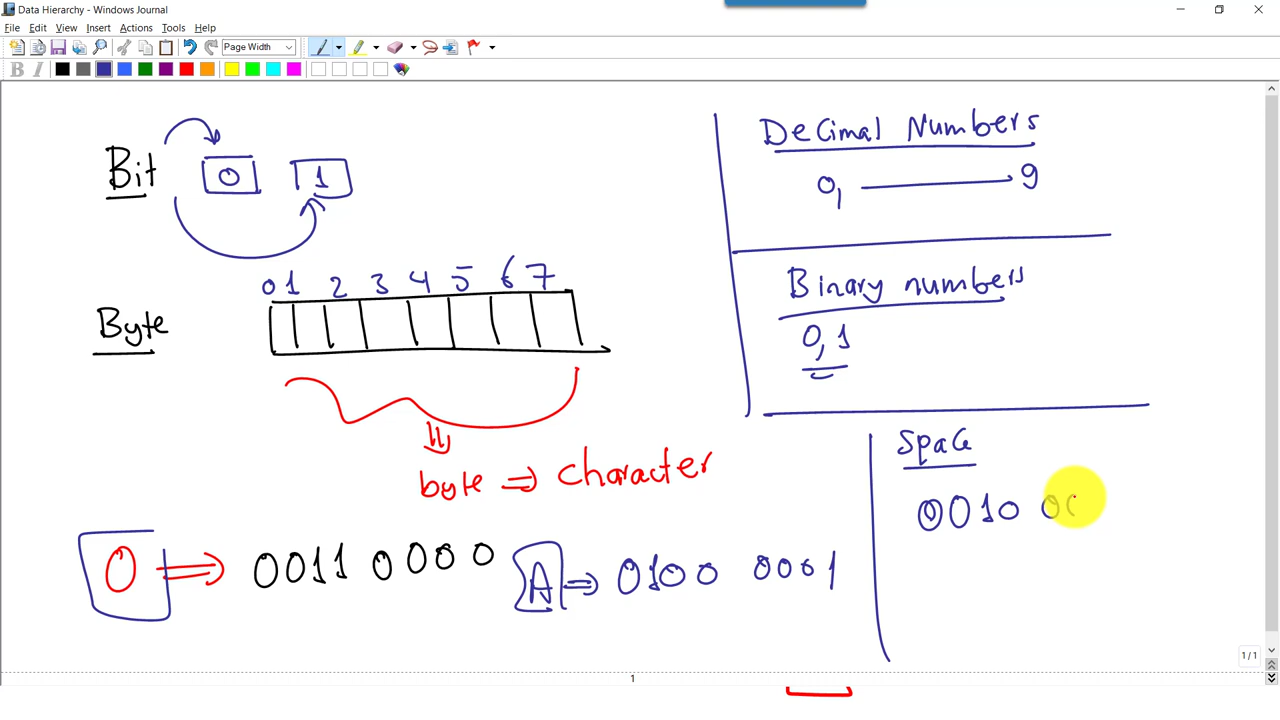 Data Hierarchy - Windows Journal
File Edit View Insert Actions Tools Help
Page Width
B I
Bit 0 1
Decimal Numbers
0, 9
Binary numbers
0, 1
0 1 2 3 4 5 6 7
Byte
byte ⇒ character
0 ⇒ 0011 0000
A ⇒ 0100 0001
Space
0010 00
1/1
1